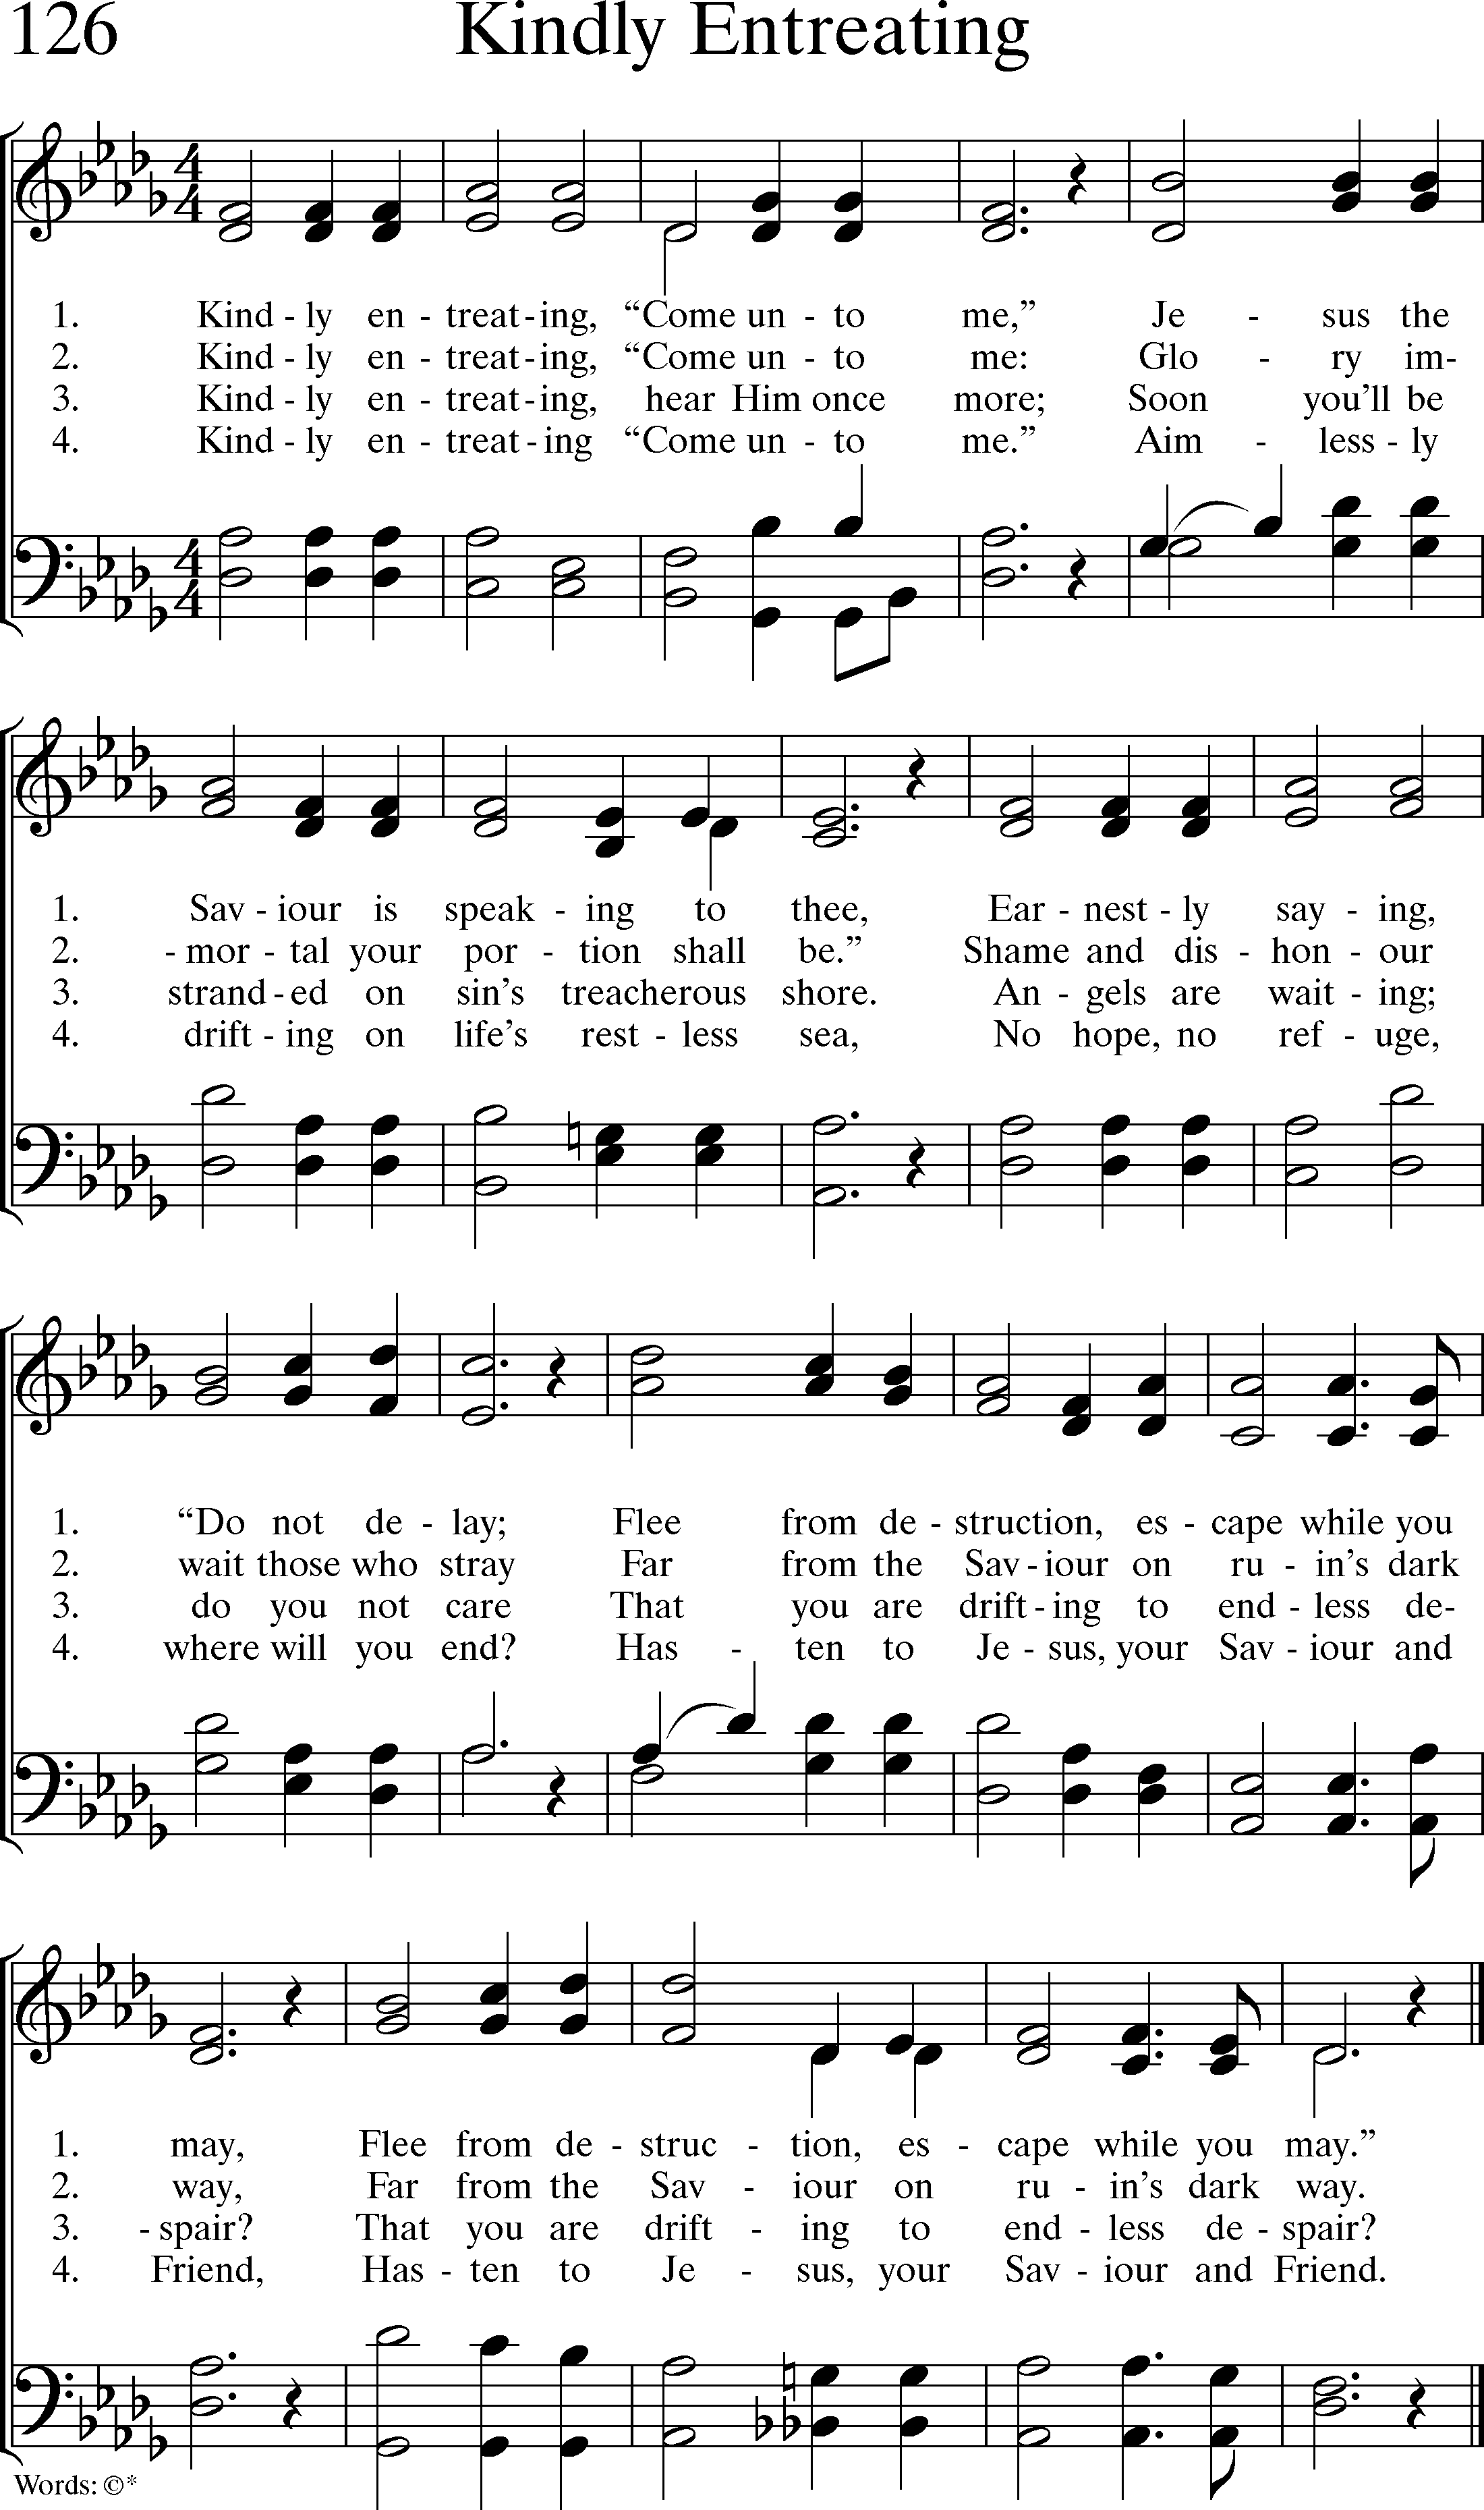 126 Kindly Entreating
4 4
1. Kind - ly en - treat - ing, “Come un - to me,” Je - sus the
2. Kind - ly en - treat - ing, “Come un - to me: Glo - ry im-
3. Kind - ly en - treat - ing, hear Him once more; Soon you’ll be
4. Kind - ly en - treat - ing “Come un - to me.” Aim - less - ly
4 4
1. Sav - iour is speak - ing to thee, Ear - nest - ly say - ing,
2. - mor - tal your por - tion shall be.” Shame and dis - hon - our
3. strand - ed on sin’s treacherous shore. An - gels are wait - ing;
4. drift - ing on life’s rest - less sea, No hope, no ref - uge,
1. “Do not de - lay; Flee from de - struction, es - cape while you
2. wait those who stray Far from the Sav - iour on ru - in’s dark
3. do you not care That you are drift - ing to end - less de-
4. where will you end? Has - ten to Je - sus, your Sav - iour and
1. may, Flee from de - struc - tion, es - cape while you may.”
2. way, Far from the Sav - iour on ru - in’s dark way.
3. - spair? That you are drift - ing to end - less de - spair?
4. Friend, Has - ten to Je - sus, your Sav - iour and Friend.
Words: ©*